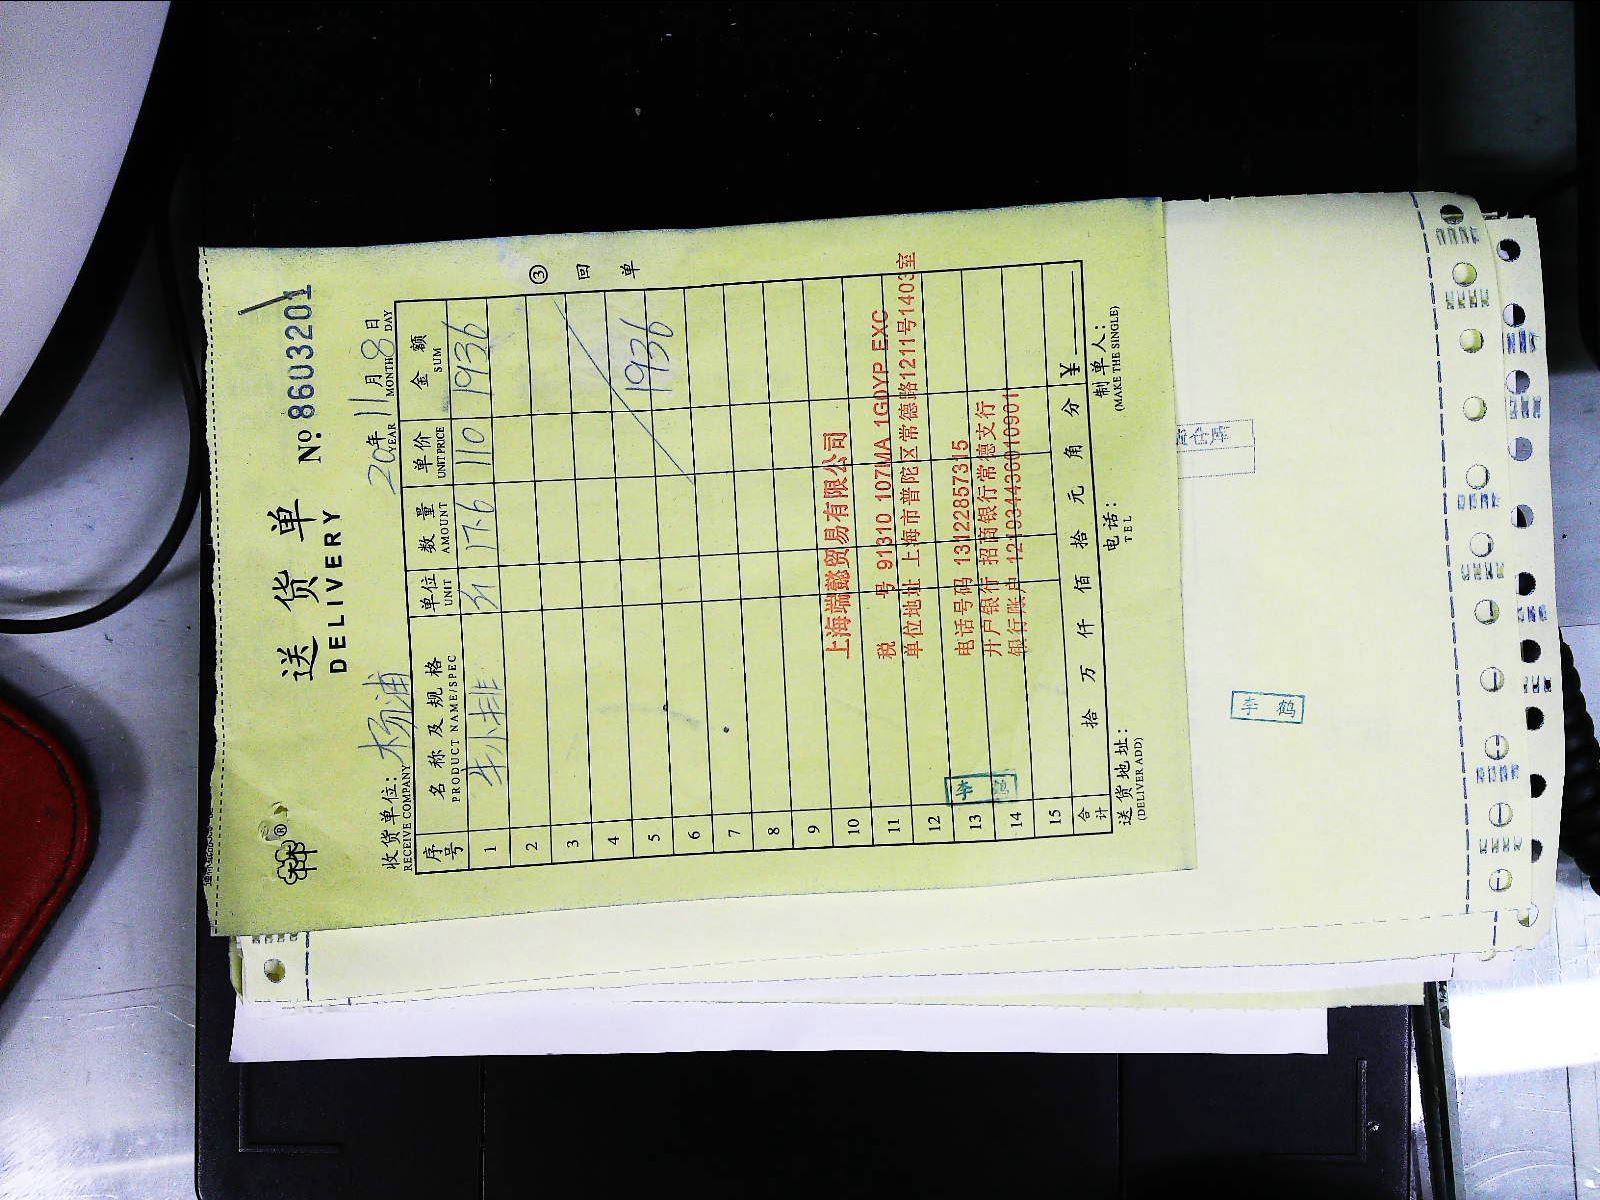 送 货 单
DELIVERY
№ 8603201
收货单位: 杨浦
RECEIVE COMPANY
20 年 11 月 8 日
YEAR MONTH DAY
③ 回 单
序号 名 称 及 规 格 单位 数 量 单 价 金 额
PRODUCT NAME/SPEC UNIT AMOUNT UNIT PRICE SUM
1 牛小排 17.6 110 1936
2
3
4
5 1936
6
7
8
9
10 上海端懿贸易有限公司
11 税 号 91310 107MA 1G0YP EXC
12 单位地址 上海市普陀区常德路1211号1403室
13 电话号码 13122857315
14 开户银行 招商银行常德支行
银行账户 121934436010901
15
李 鹤
合计 拾 万 仟 佰 拾 元 角 分 ¥
送货地址: 电话: 制单人:
(DELIVER ADD) TEL (MAKE THE SINGLE)
李 鹤